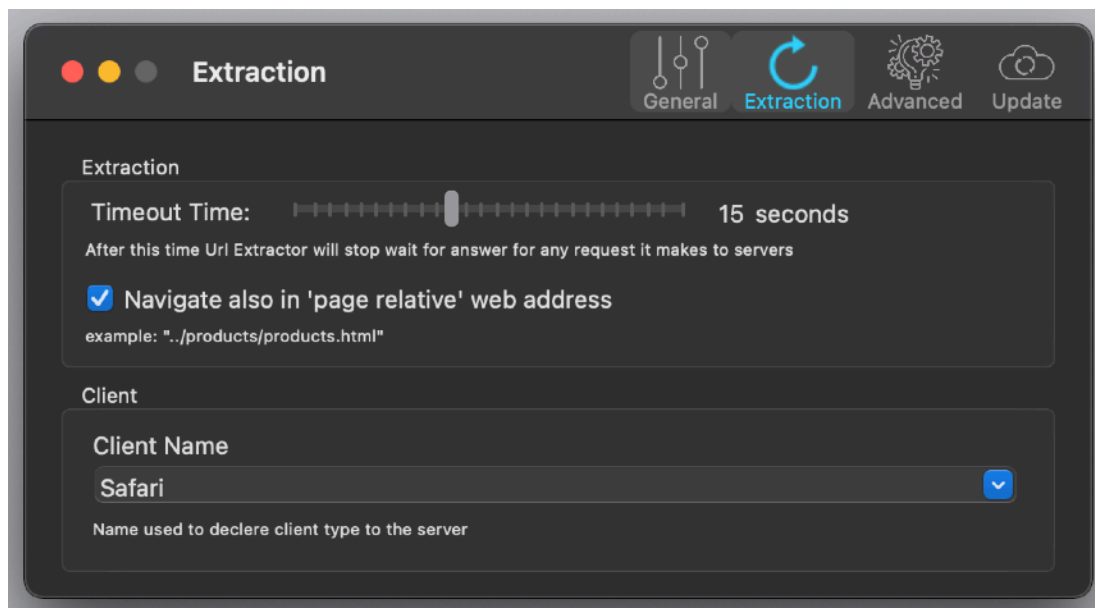 Extraction
General Extraction Advanced Update
Extraction
Timeout Time: 15 seconds
After this time Url Extractor will stop wait for answer for any request it makes to servers
Navigate also in 'page relative' web address
example: "../products/products.html"
Client
Client Name
Safari
Name used to declere client type to the server